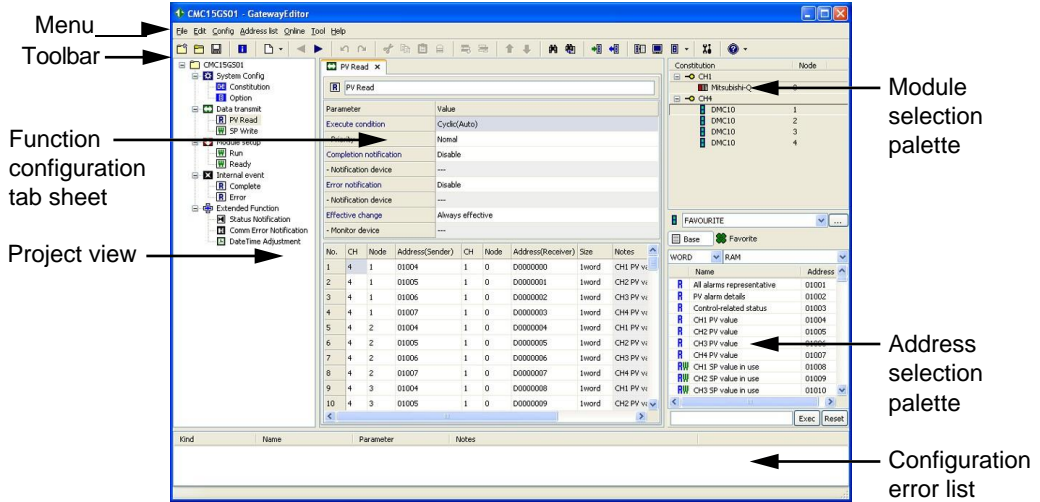 CMC15GS01 - GatewayEditor
Menu
File Edit Config Address list Online Tool Help
Toolbar
CMC15GS01
System Config
Constitution
Option
Data transmit
R PV Read
W SP Write
Module setup
W Run
W Ready
Internal event
R Complete
R Error
Extended Function
Status Notification
Comm Error Notification
DateTime Adjustment
Function
configuration
tab sheet
Project view
PV Read ×
R PV Read
Parameter Value
Execute condition Cyclic(Auto)
Normal
Completion notification Disable
- Notification device ---
Error notification Disable
- Notification device ---
Effective change Always effective
- Monitor device ---
No. CH Node Address(Sender) CH Node Address(Receiver) Size Notes
1 4 1 01004 1 0 D0000000 1word CH1 PV va
2 4 1 01005 1 0 D0000001 1word CH2 PV va
3 4 1 01006 1 0 D0000002 1word CH3 PV va
4 4 1 01007 1 0 D0000003 1word CH4 PV va
5 4 2 01004 1 0 D0000004 1word CH1 PV va
6 4 2 01005 1 0 D0000005 1word CH2 PV va
7 4 2 01006 1 0 D0000006 1word CH3 PV va
8 4 2 01007 1 0 D0000007 1word CH4 PV va
9 4 3 01004 1 0 D0000008 1word CH1 PV va
10 4 3 01005 1 0 D0000009 1word CH2 PV va
Constitution Node
CH1
Mitsubishi-Q
CH4
DMC10 1
DMC10 2
DMC10 3
DMC10 4
Module
selection
palette
FAVOURITE ...
Base Favorite
WORD RAM
Name Address
R All alarms representative 01001
R PV alarm details 01002
R Control-related status 01003
R CH1 PV value 01004
R CH2 PV value 01005
R CH3 PV value 01006
R CH4 PV value 01007
RW CH1 SP value in use 01008
RW CH2 SP value in use 01009
RW CH3 SP value in use 01010
Exec Reset
Address
selection
palette
Kind Name Parameter Notes
Configuration
error list